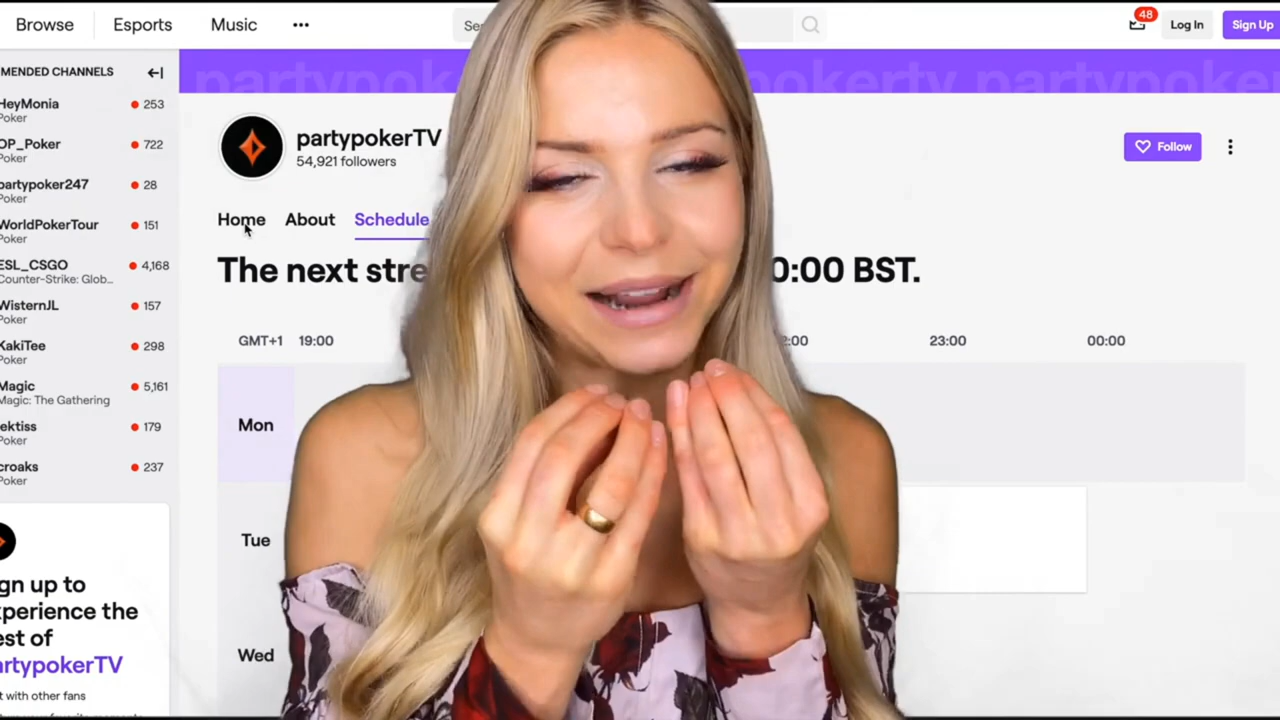 Browse
Esports
Music
48
Log In
Sign Up
partypokertv partypoker
MENDED CHANNELS
HeyMonia 253
Poker
OP_Poker 722
Poker
partypoker247 28
Poker
WorldPokerTour 151
Poker
ESL_CSGO 4,168
Counter-Strike: Glob...
WisternJL 157
Poker
KakiTee 298
Poker
Magic 5,161
Magic: The Gathering
ektiss 179
Poker
croaks 237
Poker
gn up to
xperience the
est of
artypokerTV
t with other fans
partypokerTV
54,921 followers
Follow
Home
About
Schedule
The next stre 0:00 BST.
GMT+1 19:00 2:00 23:00 00:00
Mon
Tue
Wed